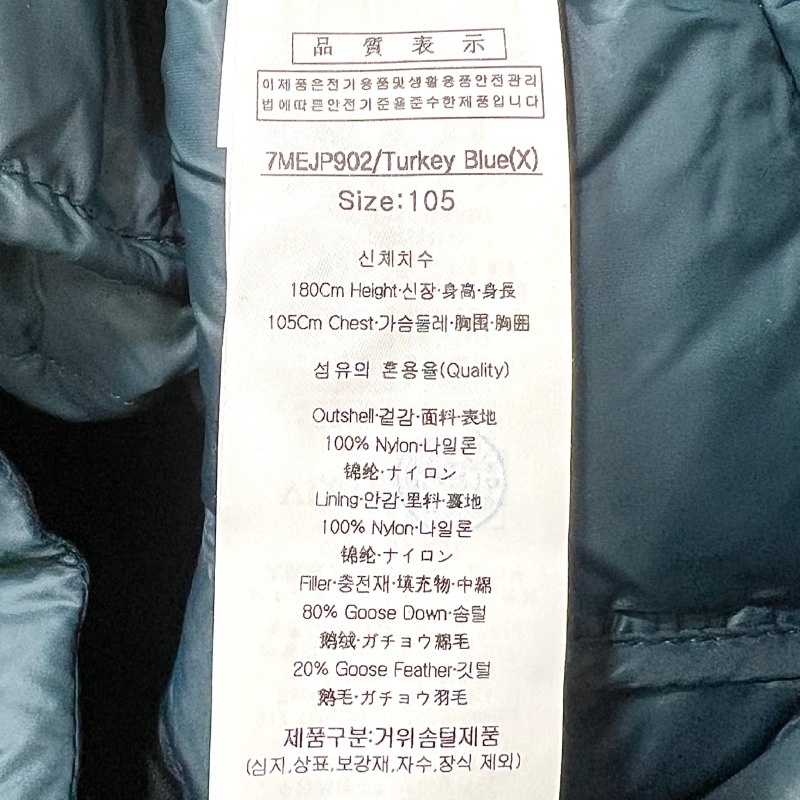 品質表示
이제품은전기용품및생활용품안전관리
법에따른안전기준을준수한제품입니다
7MEJP902/Turkey Blue(X)
Size:105
신체치수
180Cm Height·신장·身高·身長
105Cm Chest·가슴둘레·胸围·胸囲
섬유의 혼용율(Quality)
Outshell·겉감·面料·表地
100% Nylon·나일론
锦纶·ナイロン
Lining·안감·里料·裏地
100% Nylon·나일론
锦纶·ナイロン
Filler·충전재·填充物·中綿
80% Goose Down·솜털
鹅绒·ガチョウ綿毛
20% Goose Feather·깃털
鹅毛·ガチョウ羽毛
제품구분:거위솜털제품
(심지,상표,보강재,자수,장식 제외)